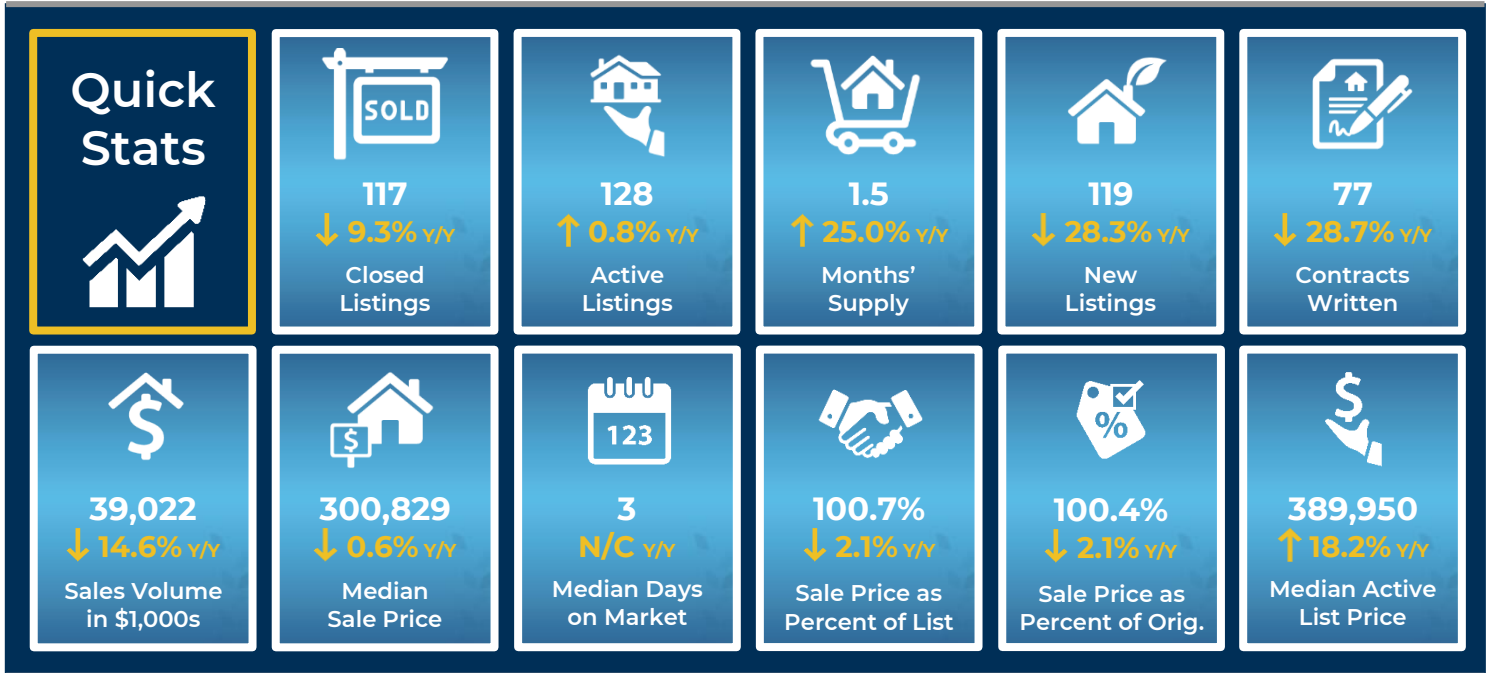 Quick
Stats
SOLD
117
↓ 9.3% Y/Y
Closed
Listings
128
↑ 0.8% Y/Y
Active
Listings
1.5
↑ 25.0% Y/Y
Months’
Supply
119
↓ 28.3% Y/Y
New
Listings
77
↓ 28.7% Y/Y
Contracts
Written
$
39,022
↓ 14.6% Y/Y
Sales Volume
in $1,000s
$
300,829
↓ 0.6% Y/Y
Median
Sale Price
123
3
N/C Y/Y
Median Days
on Market
100.7%
↓ 2.1% Y/Y
Sale Price as
Percent of List
%
100.4%
↓ 2.1% Y/Y
Sale Price as
Percent of Orig.
$
389,950
↑ 18.2% Y/Y
Median Active
List Price